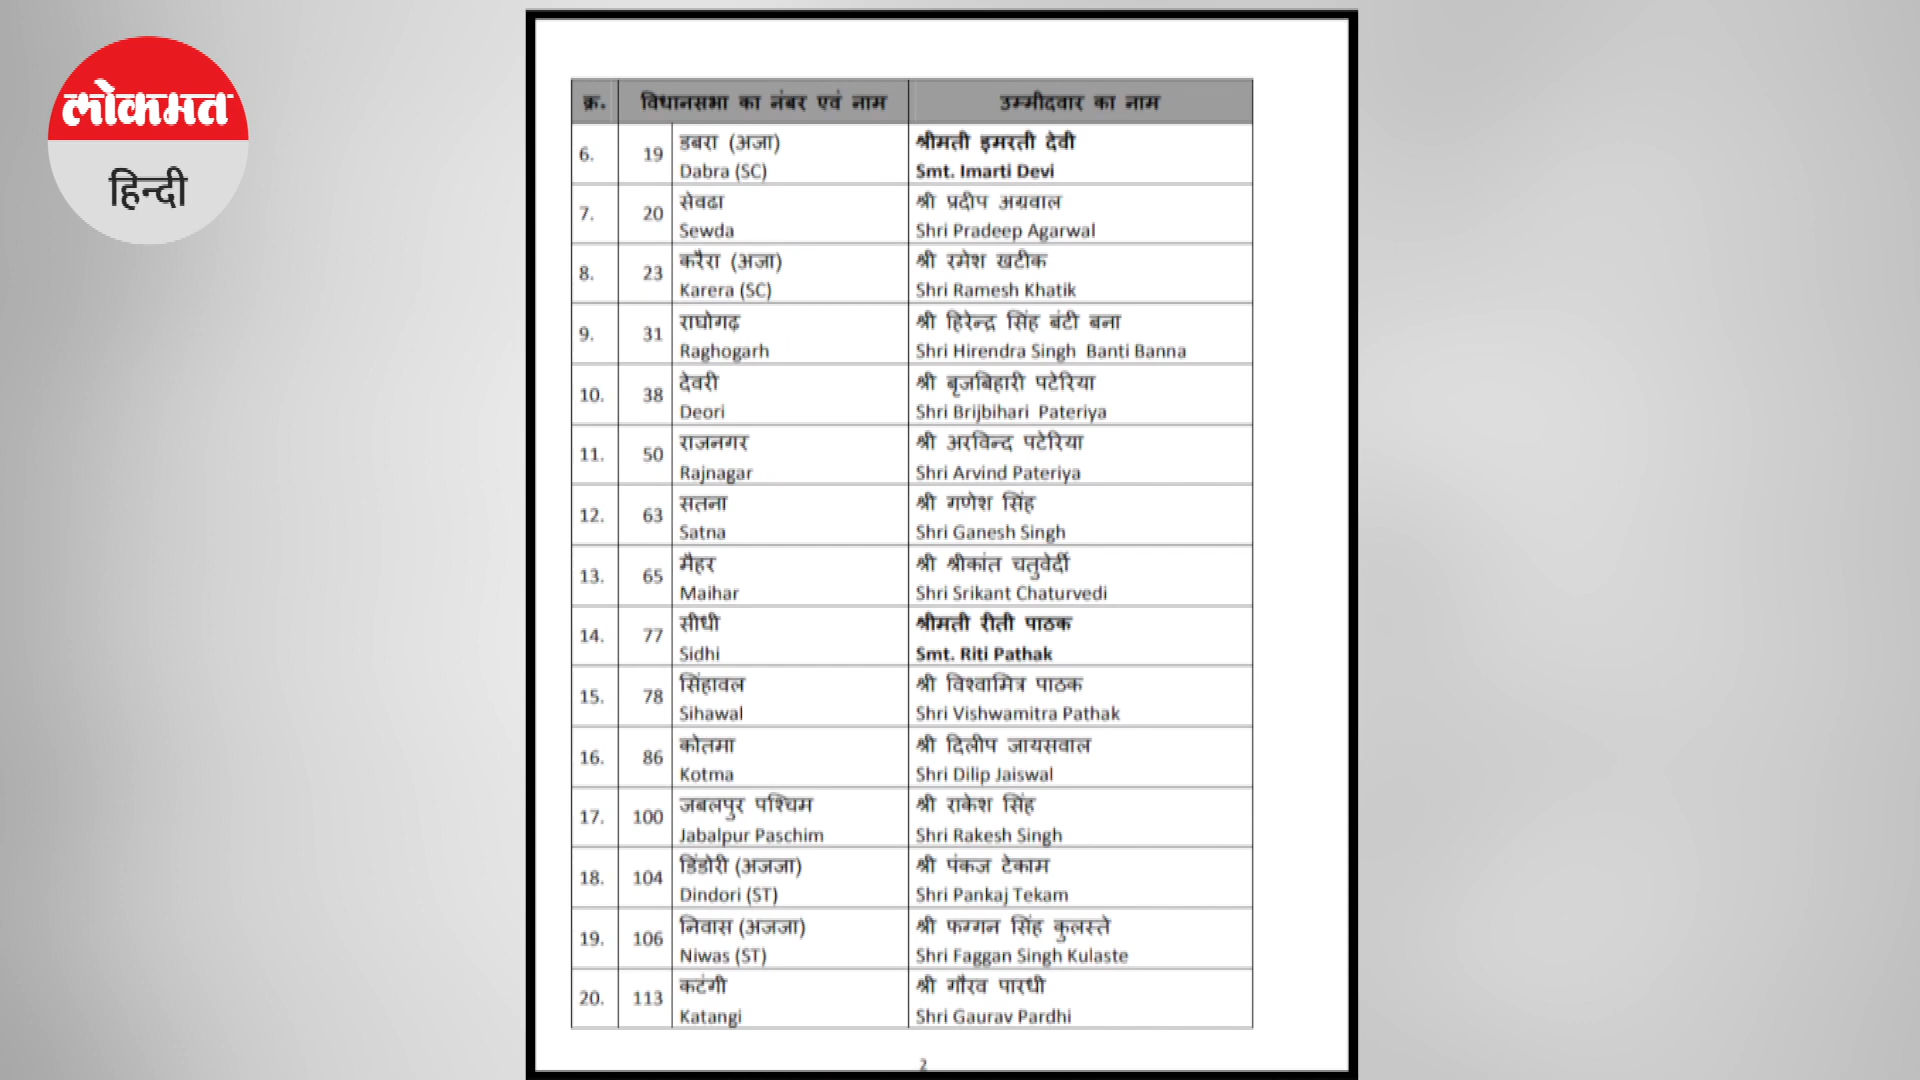 लोकमत
हिन्दी
क्र. विधानसभा का नंबर एवं नाम उम्मीदवार का नाम
6. 19 डबरा (अजा) श्रीमती इमरती देवी
Dabra (SC) Smt. Imarti Devi
7. 20 सेवढा श्री प्रदीप अग्रवाल
Sewda Shri Pradeep Agarwal
8. 23 करैरा (अजा) श्री रमेश खटीक
Karera (SC) Shri Ramesh Khatik
9. 31 राघोगढ़ श्री हिरेन्द्र सिंह बंटी बना
Raghogarh Shri Hirendra Singh Banti Banna
10. 38 देवरी श्री बृजबिहारी पटेरिया
Deori Shri Brijbihari Pateriya
11. 50 राजनगर श्री अरविन्द पटेरिया
Rajnagar Shri Arvind Pateriya
12. 63 सतना श्री गणेश सिंह
Satna Shri Ganesh Singh
13. 65 मैहर श्री श्रीकांत चतुर्वेदी
Maihar Shri Srikant Chaturvedi
14. 77 सीधी श्रीमती रीती पाठक
Sidhi Smt. Riti Pathak
15. 78 सिंहावल श्री विश्वामित्र पाठक
Sihawal Shri Vishwamitra Pathak
16. 86 कोतमा श्री दिलीप जायसवाल
Kotma Shri Dilip Jaiswal
17. 100 जबलपुर पश्चिम श्री राकेश सिंह
Jabalpur Paschim Shri Rakesh Singh
18. 104 डिंडोरी (अजजा) श्री पंकज टेकाम
Dindori (ST) Shri Pankaj Tekam
19. 106 निवास (अजजा) श्री फग्गन सिंह कुलस्ते
Niwas (ST) Shri Faggan Singh Kulaste
20. 113 कटंगी श्री गौरव पारधी
Katangi Shri Gaurav Pardhi
2